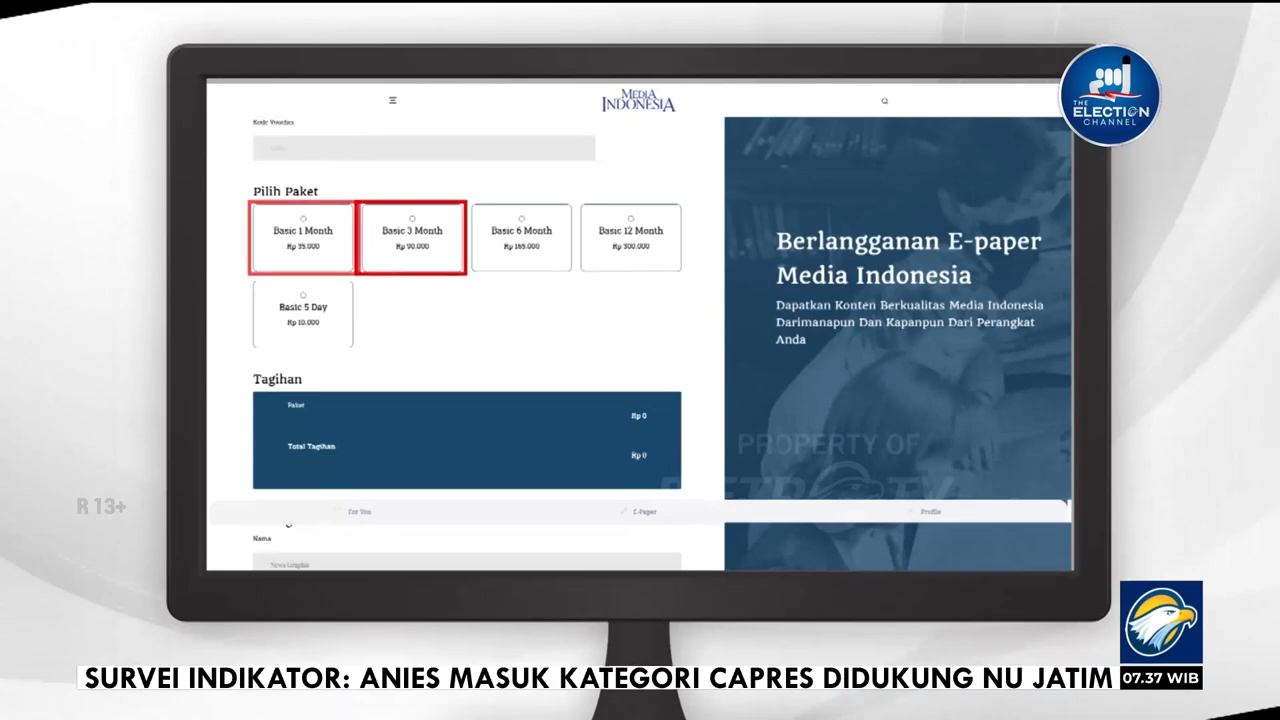 MEDIA
INDONESIA
THE
ELECTION
CHANNEL
Kode Voucher
Pilih Paket
Basic 1 Month
Rp 35.000
Basic 3 Month
Rp 90.000
Basic 6 Month
Rp 165.000
Basic 12 Month
Rp 300.000
Basic 5 Day
Rp 10.000
Berlangganan E-paper
Media Indonesia
Dapatkan Konten Berkualitas Media Indonesia
Darimanapun Dan Kapanpun Dari Perangkat
Anda
Tagihan
Paket
Rp 0
Total Tagihan
Rp 0
PROPERTY OF
METRO TV
R 13+
For You
E-Paper
Profile
Nama
SURVEI INDIKATOR: ANIES MASUK KATEGORI CAPRES DIDUKUNG NU JATIM
07.37 WIB